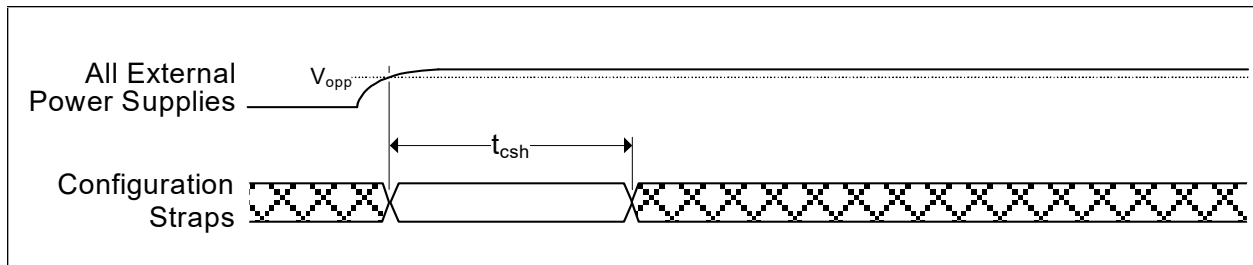 All External
Power Supplies
Vopp
tcsh
Configuration
Straps